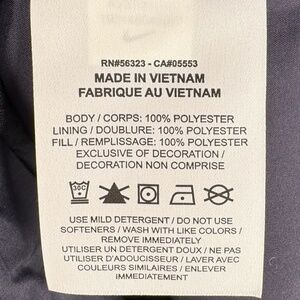 RN#56323 - CA#05553
MADE IN VIETNAM
FABRIQUE AU VIETNAM
BODY / CORPS: 100% POLYESTER
LINING / DOUBLURE: 100% POLYESTER
FILL / REMPLISSAGE: 100% POLYESTER
EXCLUSIVE OF DECORATION /
DECORATION NON COMPRISE
30C
USE MILD DETERGENT / DO NOT USE
SOFTENERS / WASH WITH LIKE COLORS /
REMOVE IMMEDIATELY
UTILISER UN DETERGENT DOUX / NE PAS
UTILISER D'ADOUCISSEUR / LAVER AVEC
COULEURS SIMILAIRES / ENLEVER
IMMEDIATEMENT